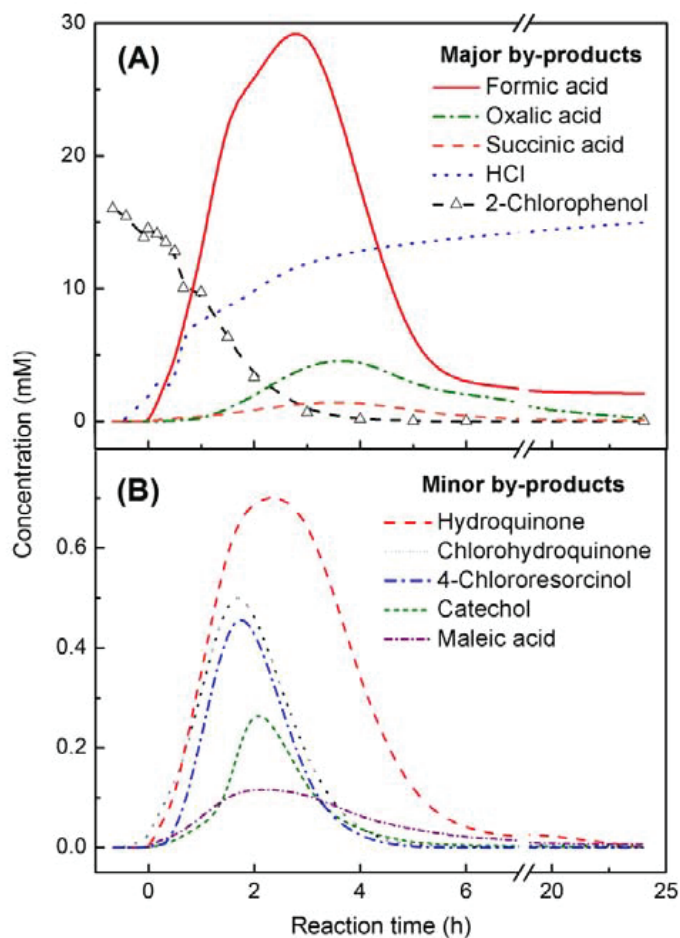 30
20
10
0
(A)
Major by-products
Formic acid
Oxalic acid
Succinic acid
HCl
2-Chlorophenol
Concentration (mM)
(B)
Minor by-products
Hydroquinone
Chlorohydroquinone
4-Chlororesorcinol
Catechol
Maleic acid
0.6
0.4
0.2
0.0
0 2 4 6 20 25
Reaction time (h)